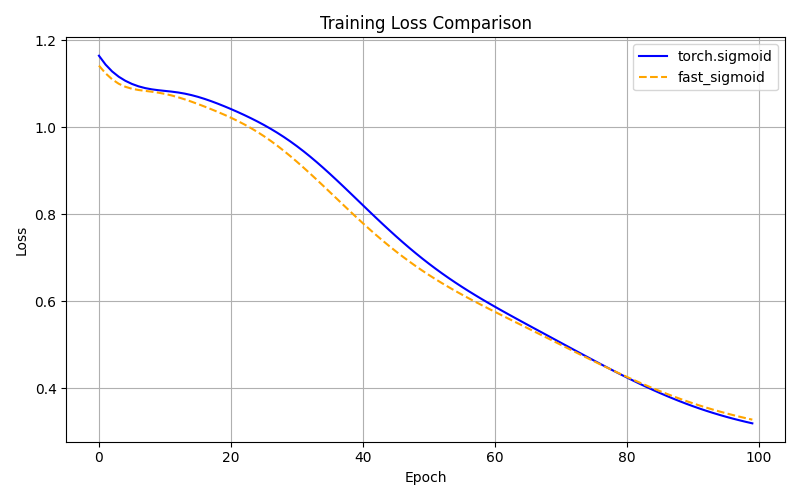 Training Loss Comparison
torch.sigmoid
fast_sigmoid
Loss
1.2
1.0
0.8
0.6
0.4
0 20 40 60 80 100
Epoch